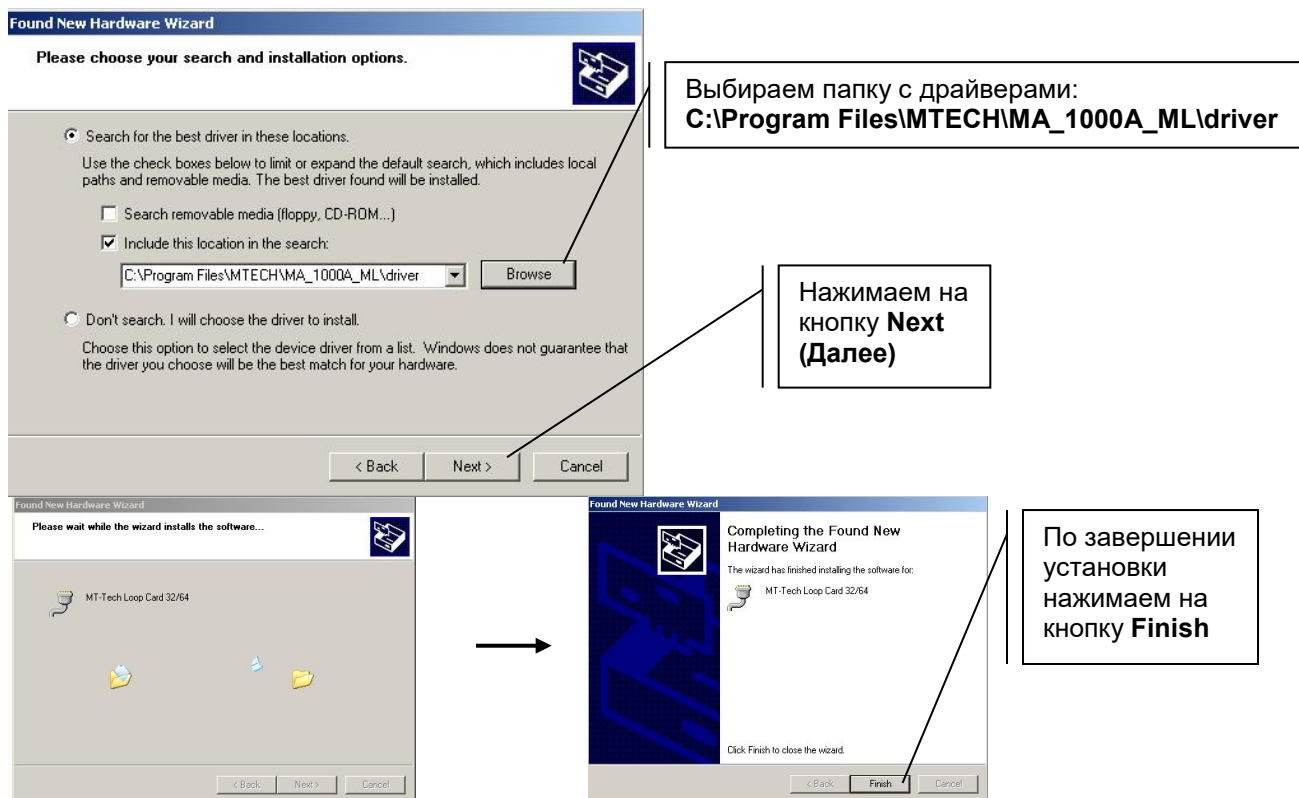 Found New Hardware Wizard
Please choose your search and installation options.
Выбираем папку с драйверами:
C:\Program Files\MTECH\MA_1000A_ML\driver
Search for the best driver in these locations.
Use the check boxes below to limit or expand the default search, which includes local
paths and removable media. The best driver found will be installed.
Search removable media (floppy, CD-ROM...)
Include this location in the search:
C:\Program Files\MTECH\MA_1000A_ML\driver
Browse
Нажимаем на
кнопку Next
(Далее)
Don't search. I will choose the driver to install.
Choose this option to select the device driver from a list. Windows does not guarantee that
the driver you choose will be the best match for your hardware.
< Back Next > Cancel
Found New Hardware Wizard
Please wait while the wizard installs the software...
MT-Tech Loop Card 32/64
< Back Next > Cancel
Found New Hardware Wizard
Completing the Found New
Hardware Wizard
The wizard has finished installing the software for:
MT-Tech Loop Card 32/64
Click Finish to close the wizard.
< Back Finish Cancel
По завершении
установки
нажимаем на
кнопку Finish